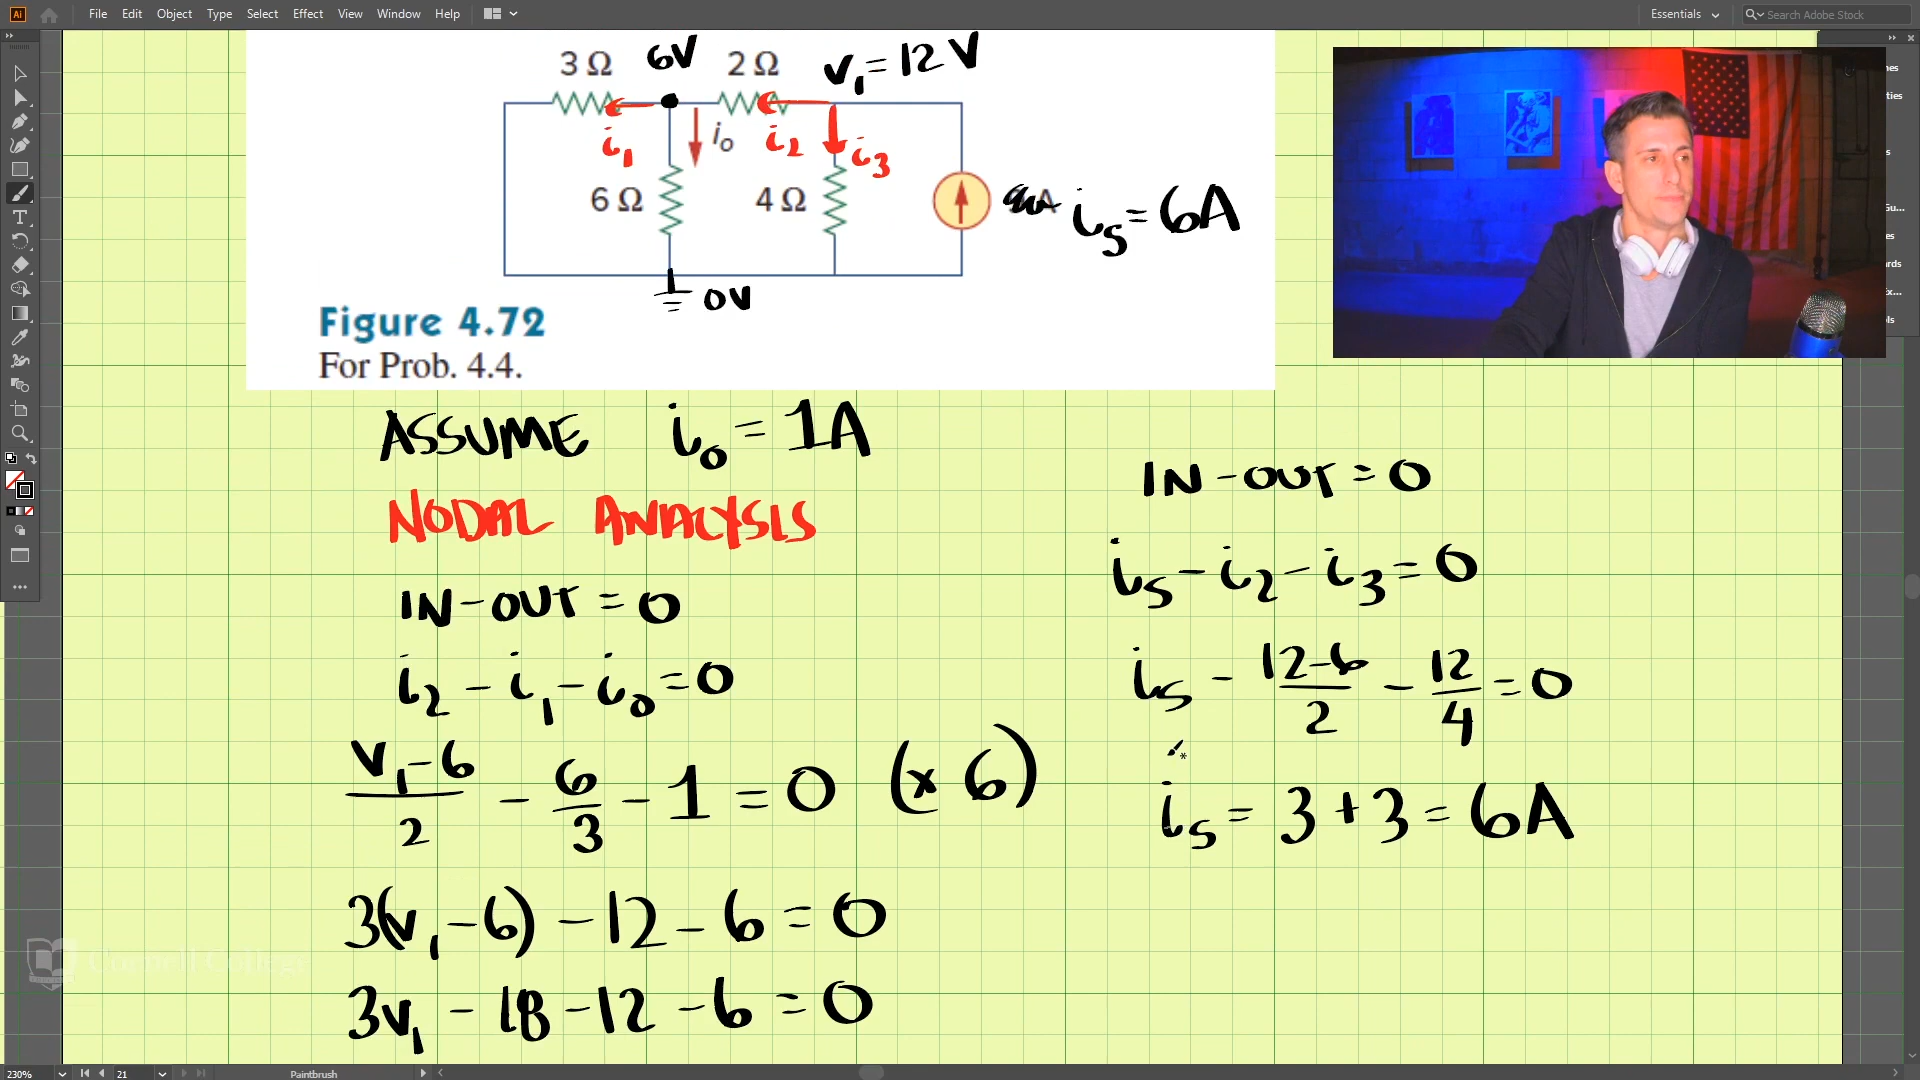 Ai File Edit Object Type Select Effect View Window Help Essentials Search Adobe Stock
3 Ω 6V 2 Ω v₁ = 12 V
i₁ i₀ i₂ i₃
6 Ω 4 Ω iₛ = 6A
0V
Figure 4.72
For Prob. 4.4.
ASSUME i₀ = 1A
NODAL ANALYSIS
IN - OUT = 0
i₂ - i₁ - i₀ = 0
(v₁ - 6)/2 - 6/3 - 1 = 0 (× 6)
3(v₁ - 6) - 12 - 6 = 0
3v₁ - 18 - 12 - 6 = 0
IN - OUT = 0
iₛ - i₂ - i₃ = 0
iₛ - (12 - 6)/2 - 12/4 = 0
iₛ = 3 + 3 = 6A
Cornell College
230% 21 Paintbrush